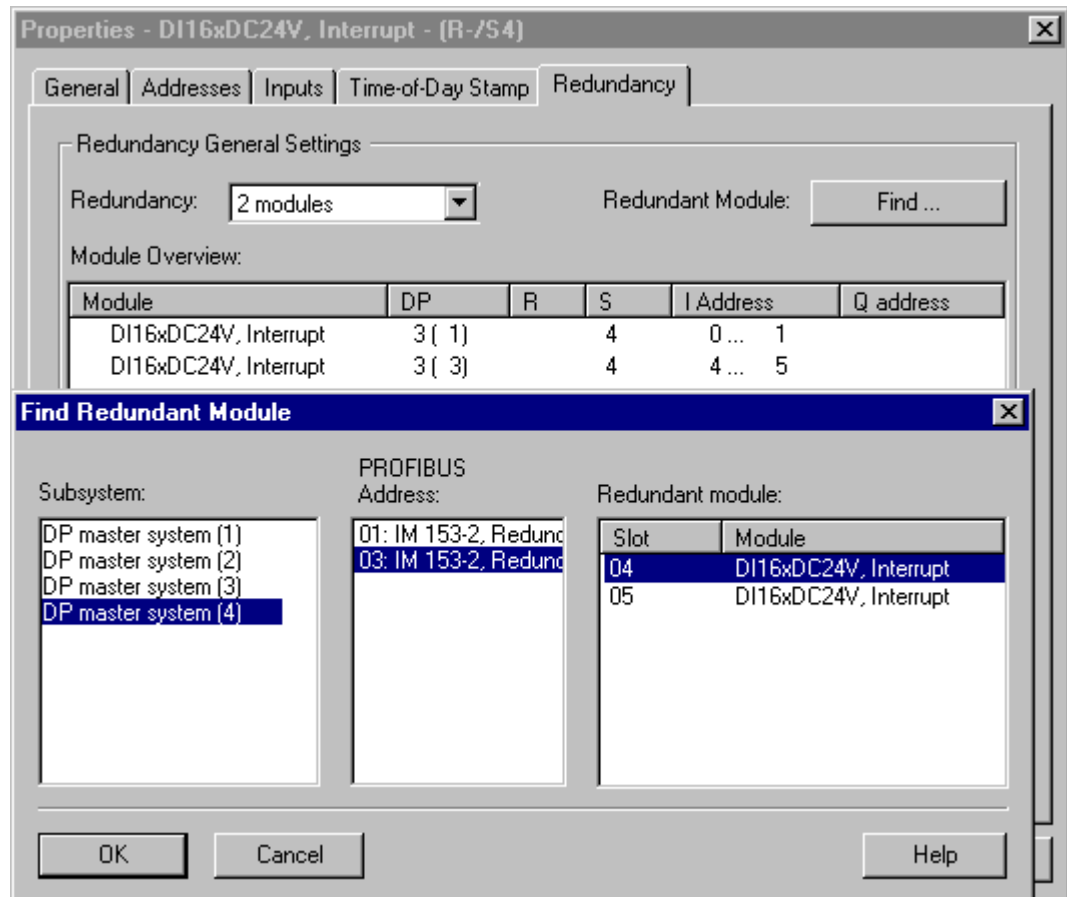 Properties - DI16xDC24V, Interrupt - (R-/S4)
General Addresses Inputs Time-of-Day Stamp Redundancy
Redundancy General Settings
Redundancy: 2 modules Redundant Module: Find ...
Module Overview:
Module DP R S I Address Q address
DI16xDC24V, Interrupt 3 ( 1) 4 0 ... 1
DI16xDC24V, Interrupt 3 ( 3) 4 4 ... 5
Find Redundant Module
Subsystem:
DP master system (1)
DP master system (2)
DP master system (3)
DP master system (4)
PROFIBUS
Address:
01: IM 153-2, Redund
03: IM 153-2, Redund
Redundant module:
Slot Module
04 DI16xDC24V, Interrupt
05 DI16xDC24V, Interrupt
OK Cancel Help